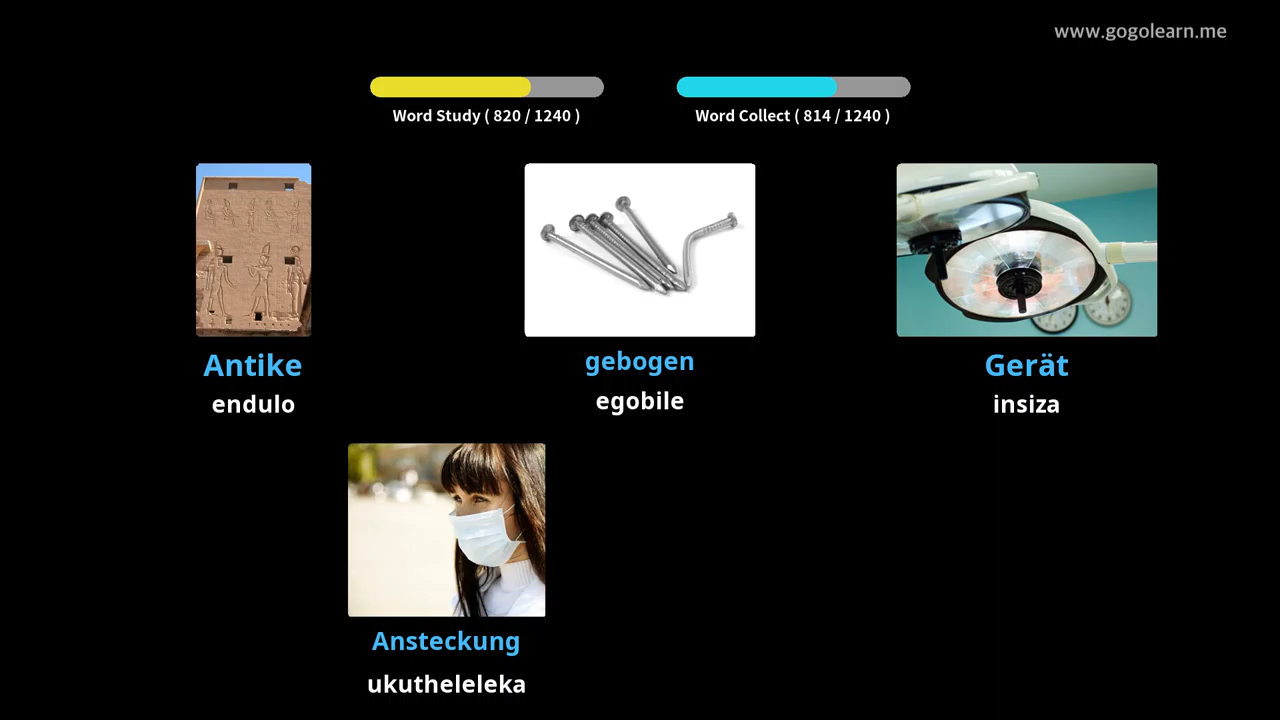 www.gogolearn.me
Word Study ( 820 / 1240 )
Word Collect ( 814 / 1240 )
Antike
endulo
gebogen
egobile
Gerät
insiza
Ansteckung
ukutheleleka